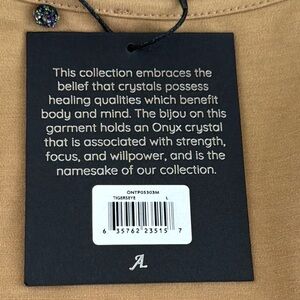 This collection embraces the
belief that crystals possess
healing qualities which benefit
body and mind. The bijou on this
garment holds an Onyx crystal
that is associated with strength,
focus, and willpower, and is the
namesake of our collection.
ONTP05303M
TIGERSEYE L
6 35762 23515 7
A